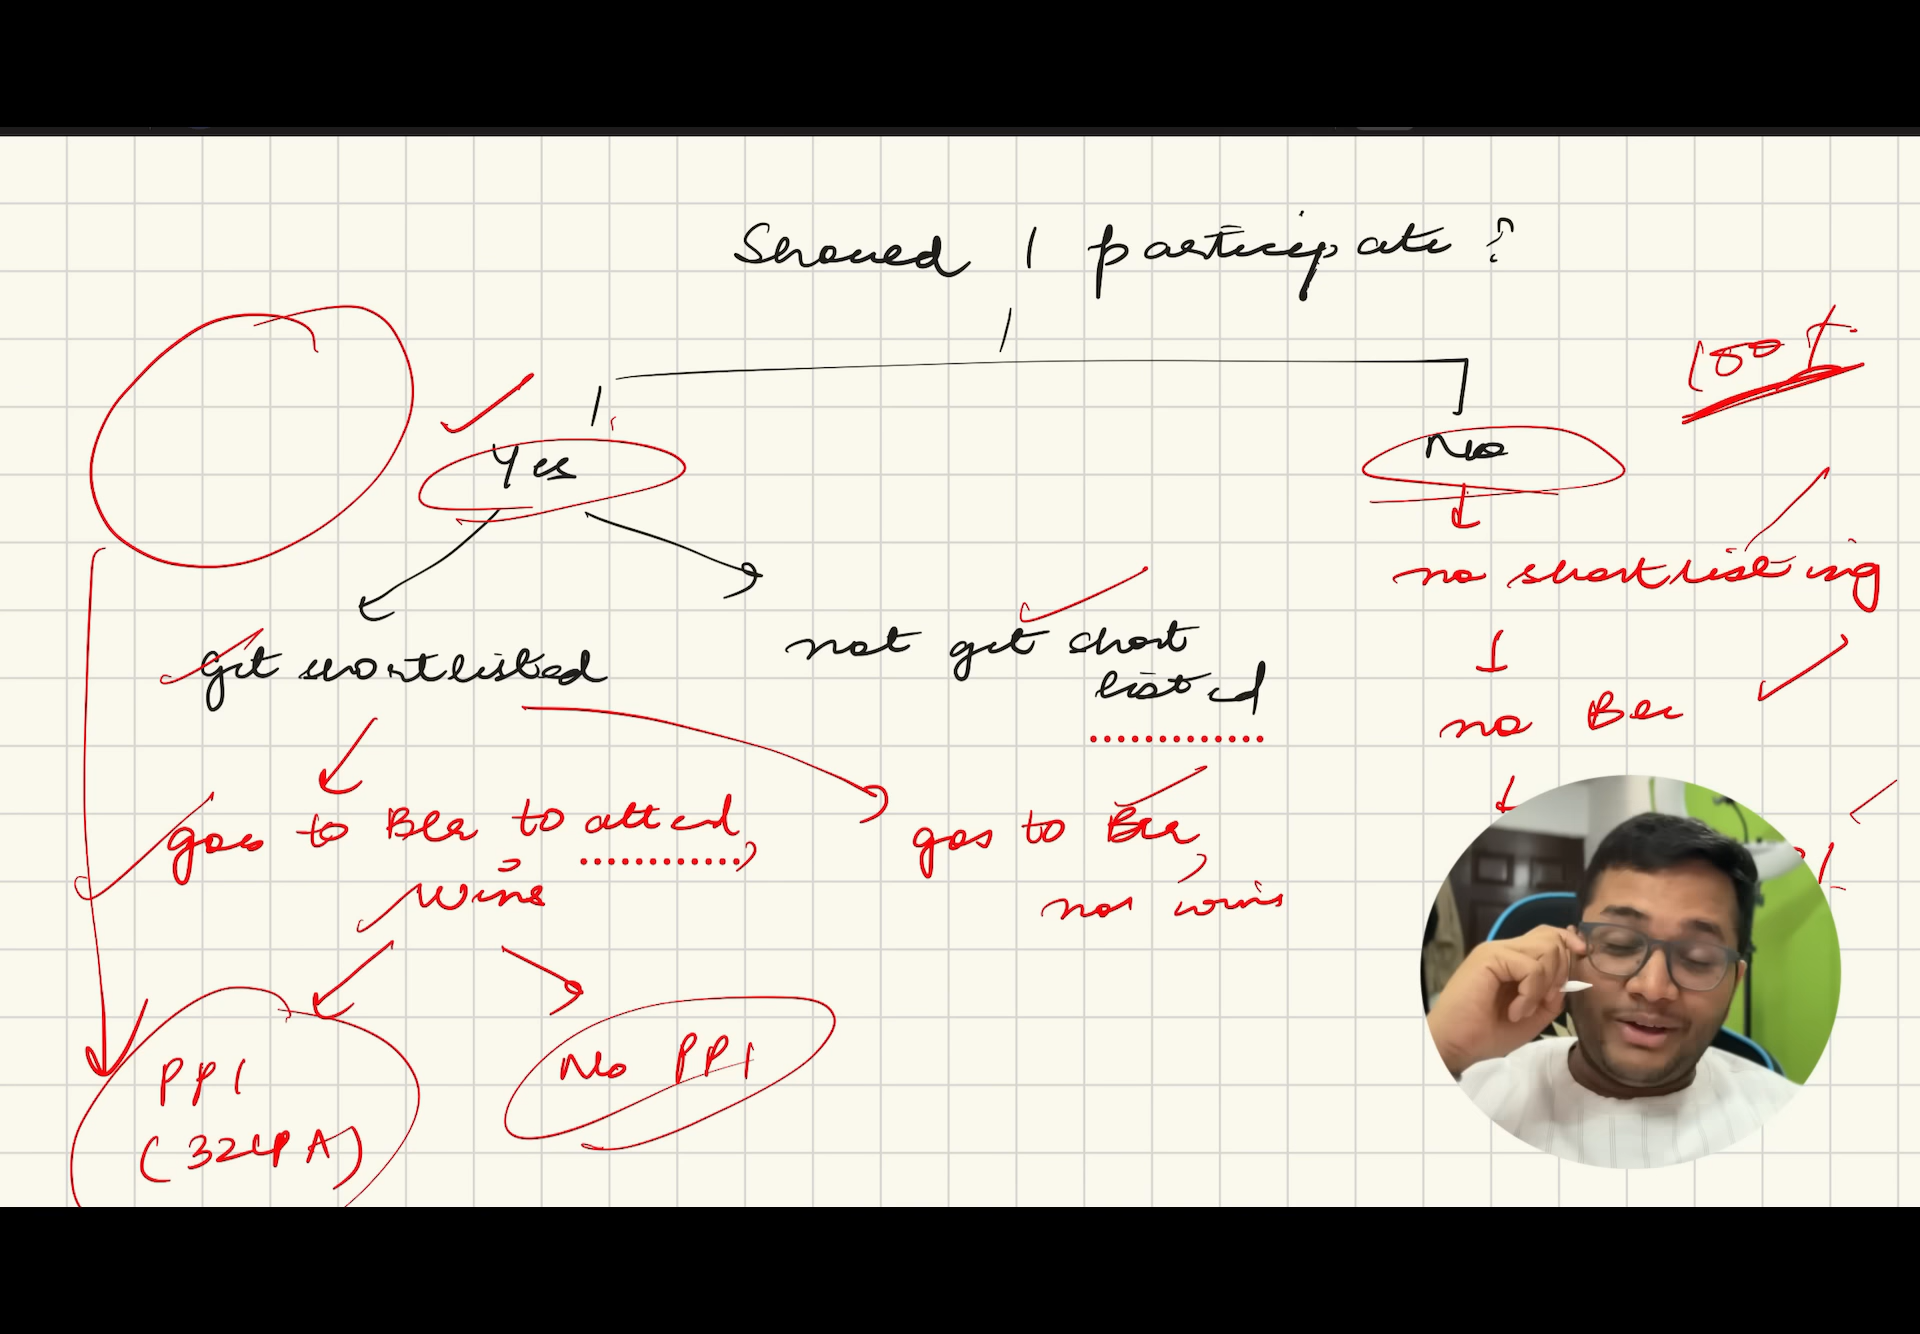 Should I participate ?
100 %
Yes
No
no shortlisting
get shortlisted
not get short
listed
no Blr
goes to Blr to attend,
wins
goes to Blr,
not wins
PPI
(32LPA)
No PPI